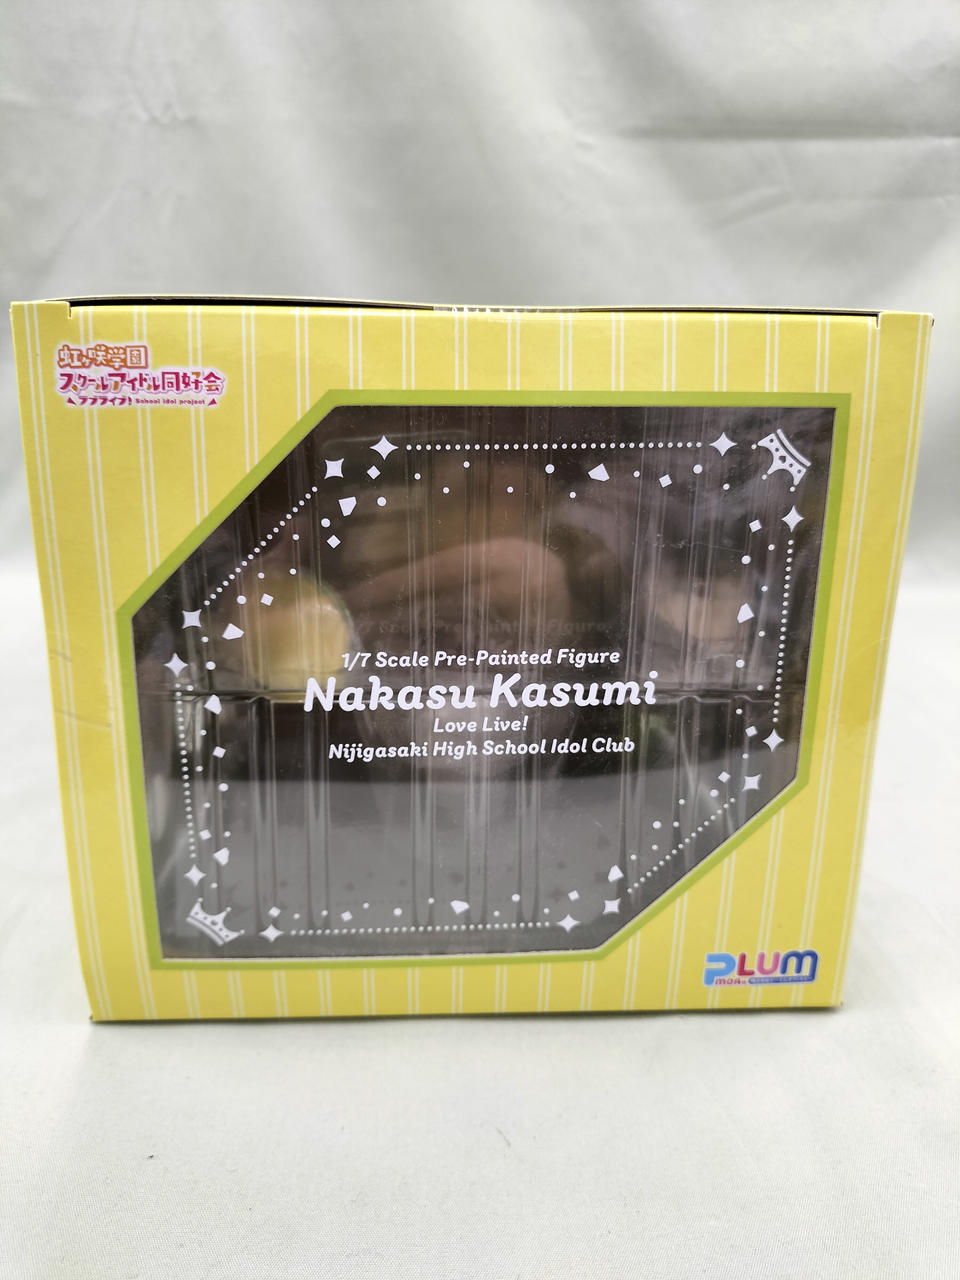 虹ヶ咲学園
スクールアイドル同好会
ラブライブ! School idol project
1/7 Scale Pre-Painted Figure
Nakasu Kasumi
Love Live!
Nijigasaki High School Idol Club
PLUM